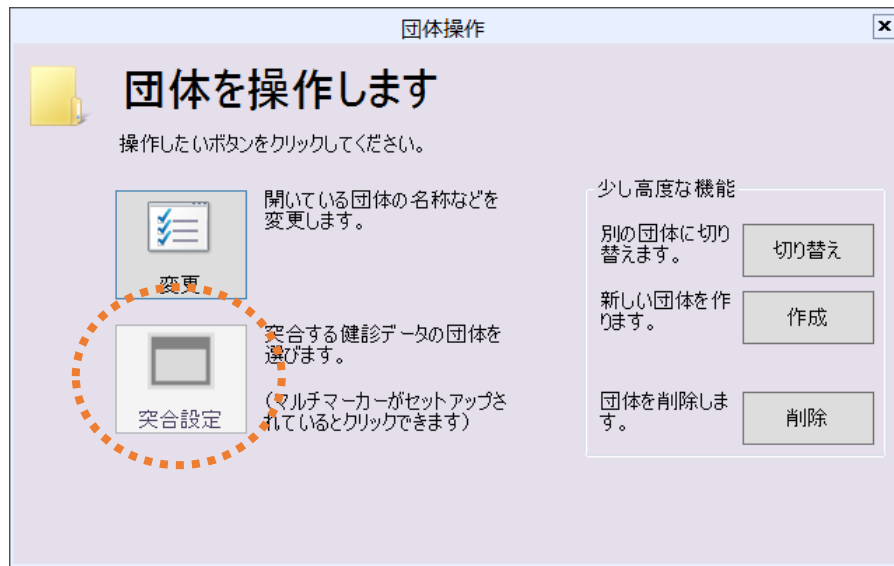 団体操作
団体を操作します
操作したいボタンをクリックしてください。
開いている団体の名称などを
変更します。
変更
突合する健診データの団体を
選びます。
(マルチマーカーがセットアップさ
れているとクリックできます)
突合設定
少し高度な機能
別の団体に切り
替えます。
切り替え
新しい団体を作
ります。
作成
団体を削除しま
す。
削除